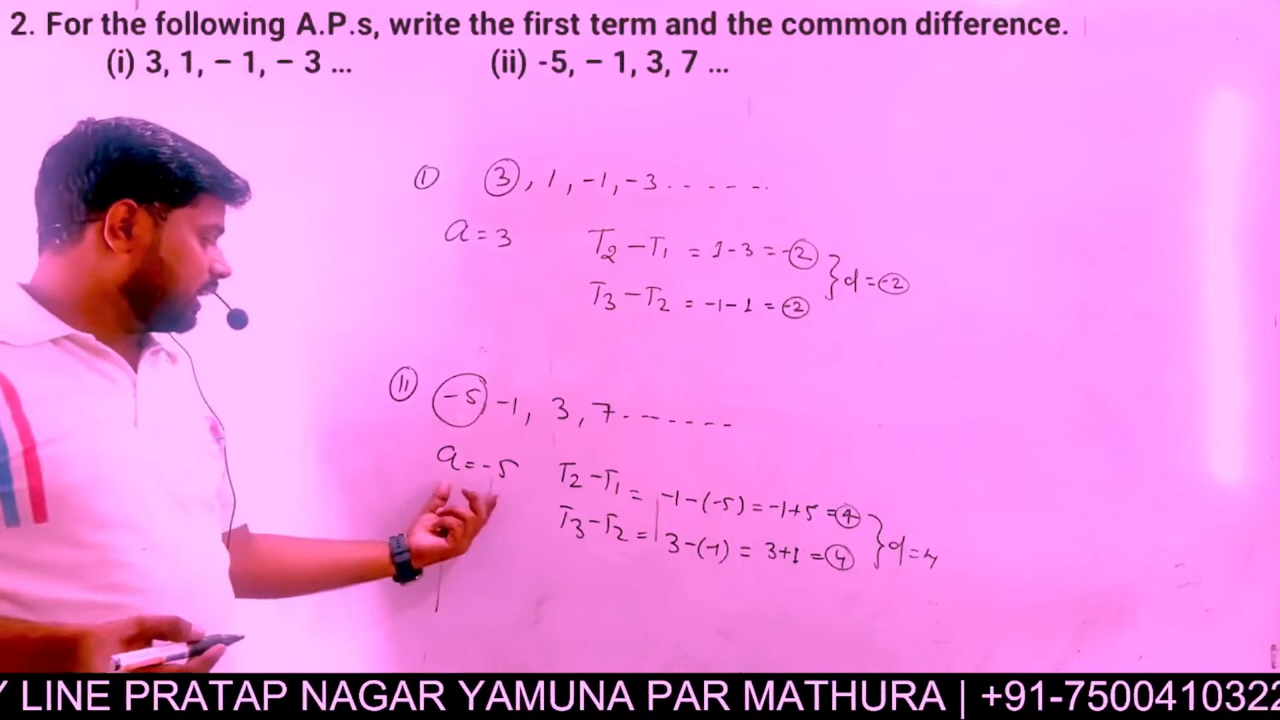 2. For the following A.P.s, write the first term and the common difference.
(i) 3, 1, – 1, – 3 ... (ii) -5, – 1, 3, 7 ...
(i) 3, 1, -1, -3 . - - - - -.
a = 3 T2 - T1 = 1-3 = -2
T3 - T2 = -1-1 = -2 } d = -2
(ii) -5 -1, 3, 7. - - - - - -
a = -5 T2 - T1 = -1-(-5) = -1+5 = 4
T3 - T2 = 3-(-1) = 3+1 = 4 } d = 4
Y LINE PRATAP NAGAR YAMUNA PAR MATHURA | +91-7500410322